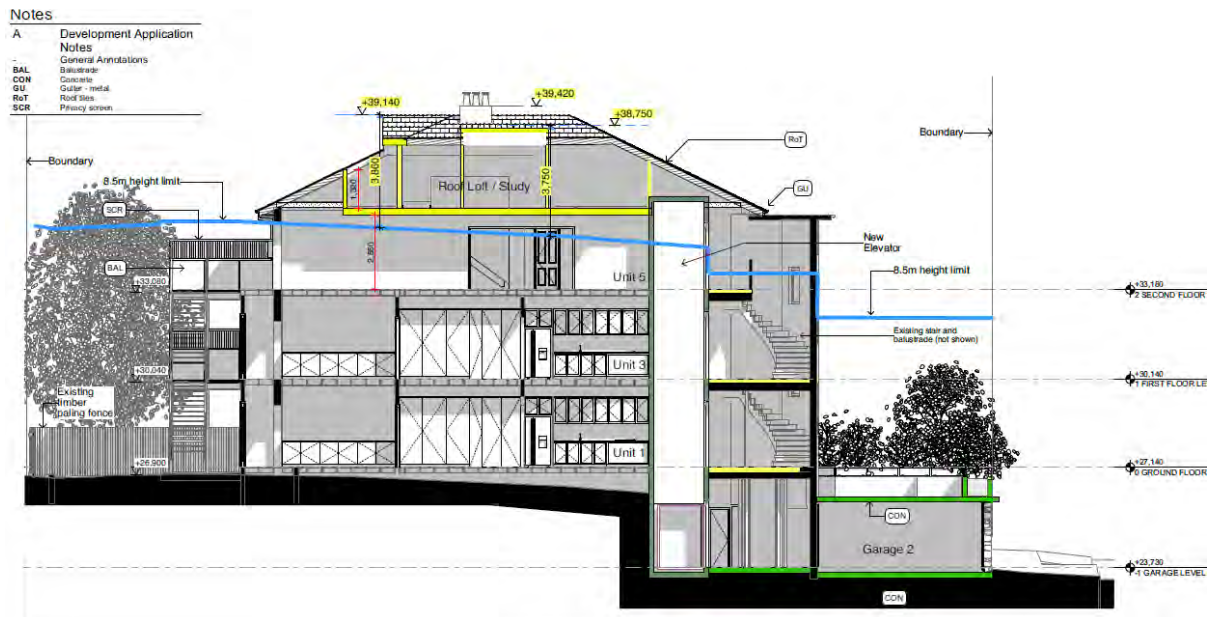 Notes
A Development Application
Notes
- General Annotations
BAL Balustrade
CON Concrete
GU Gutter - metal
RoT Roof tiles
SCR Privacy screen
+39,140
+39,420
+38,750
Boundary
RoT
Boundary
8.5m height limit
SCR
1,320
3,860
Roof Loft / Study
3,750
GU
2,880
New
Elevator
BAL
Unit 5
8.5m height limit
+33,080
+33,180
2 SECOND FLOOR
Existing stair and
balustrade (not shown)
Unit 3
+30,040
+30,140
1 FIRST FLOOR LE
Existing
timber
paling fence
Unit 1
+26,900
+27,140
0 GROUND FLOOR
CON
Garage 2
+23,730
-1 GARAGE LEVEL
CON